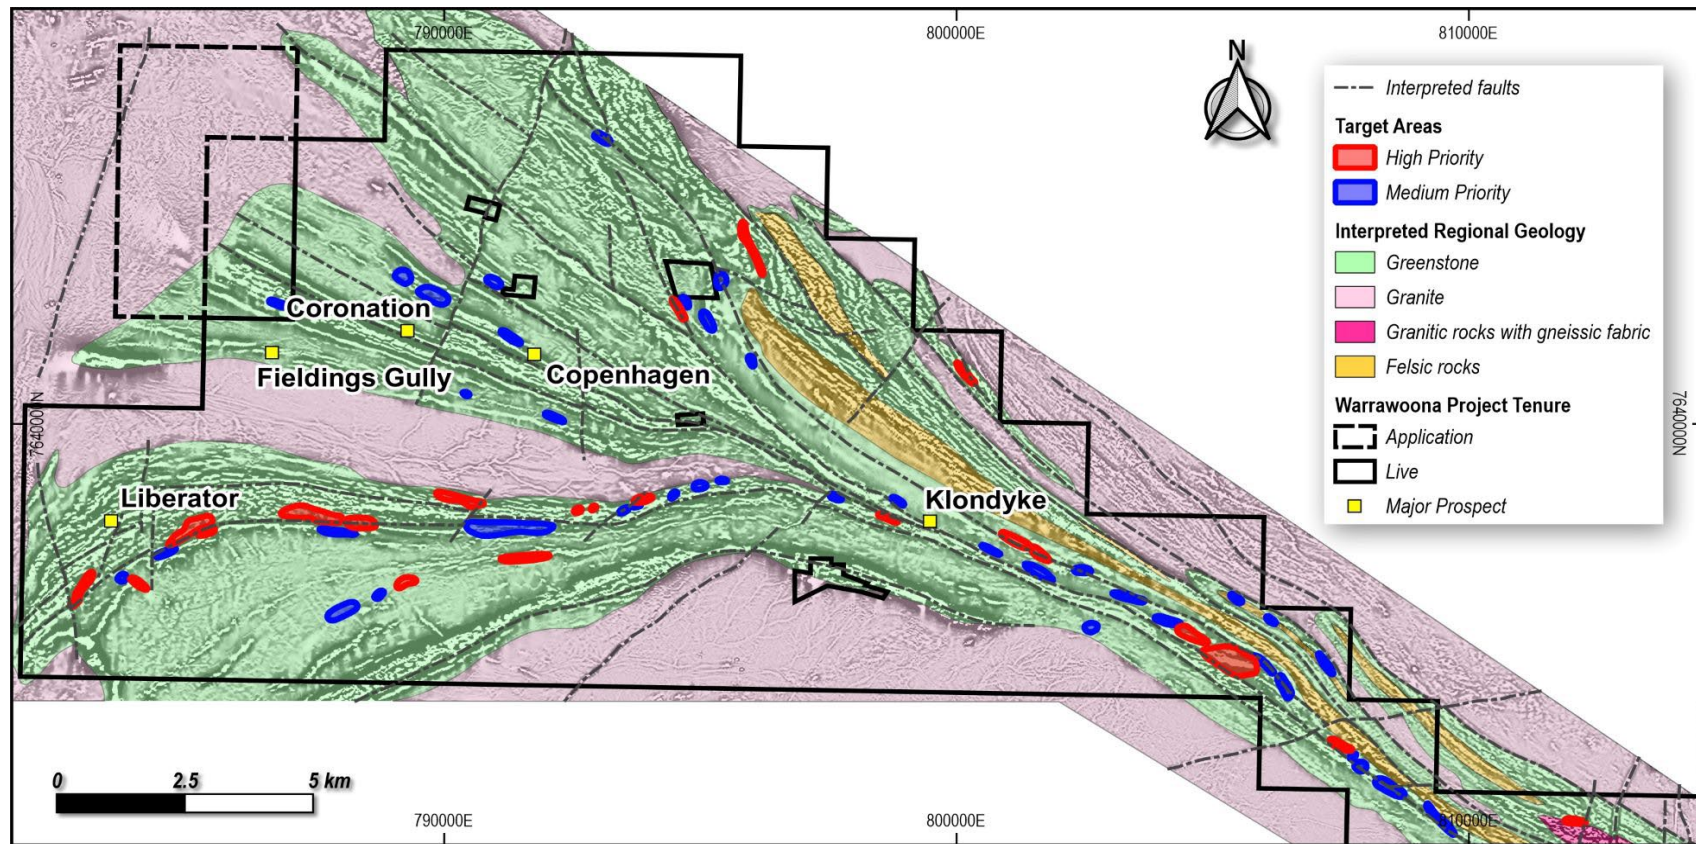 790000E
800000E
810000E
N
Interpreted faults
Target Areas
High Priority
Medium Priority
Interpreted Regional Geology
Greenstone
Granite
Granitic rocks with gneissic fabric
Felsic rocks
Warrawoona Project Tenure
Application
Live
Major Prospect
Coronation
Fieldings Gully
Copenhagen
7640000N
7640000N
Liberator
Klondyke
0 2.5 5 km
790000E
800000E
810000E